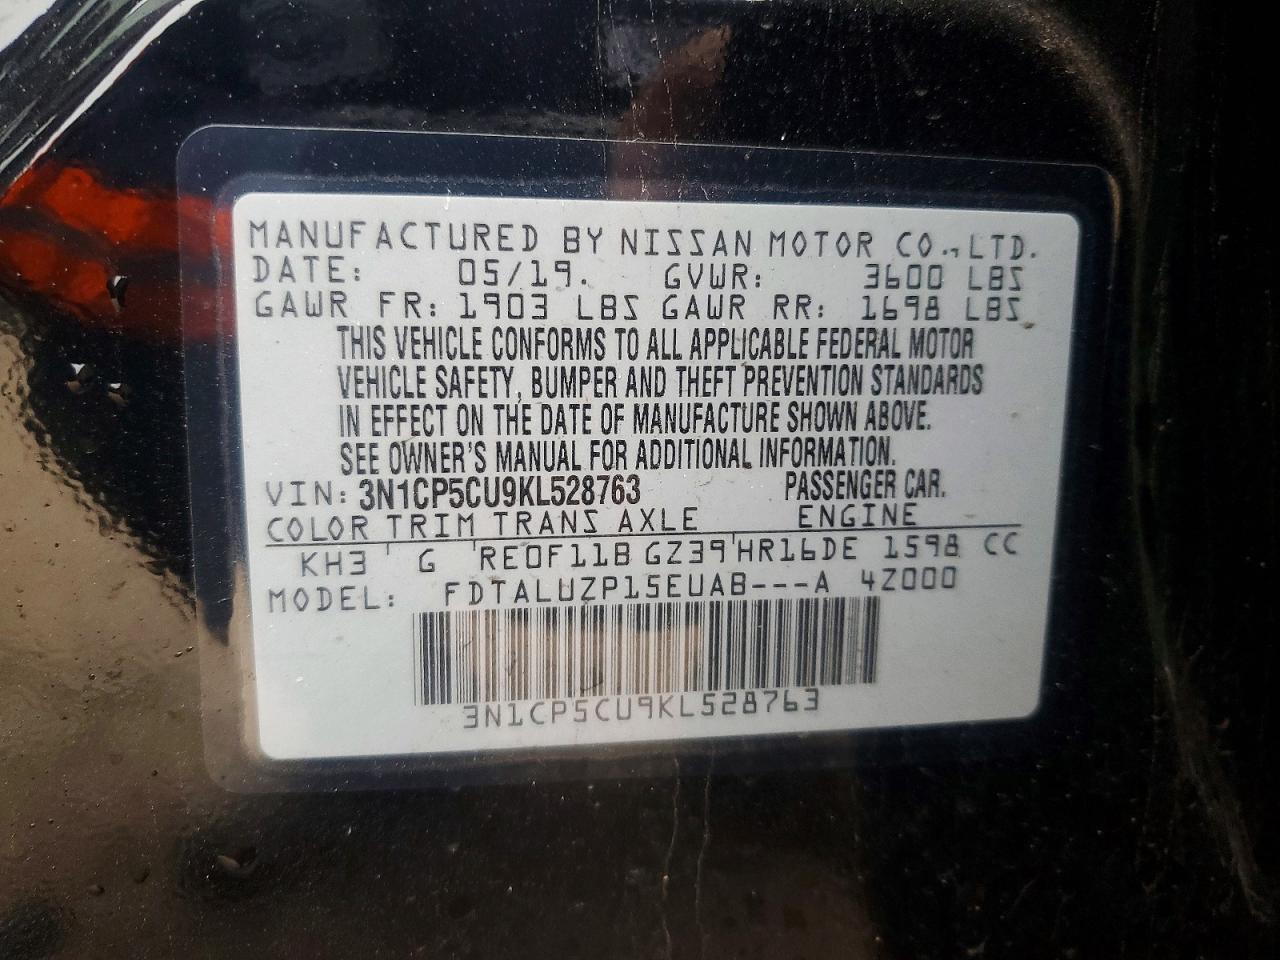 MANUFACTURED BY NISSAN MOTOR CO., LTD.
DATE: 05/19. GVWR: 3600 LBS
GAWR FR: 1903 LBS GAWR RR: 1698 LBS
THIS VEHICLE CONFORMS TO ALL APPLICABLE FEDERAL MOTOR
VEHICLE SAFETY, BUMPER AND THEFT PREVENTION STANDARDS
IN EFFECT ON THE DATE OF MANUFACTURE SHOWN ABOVE.
SEE OWNER'S MANUAL FOR ADDITIONAL INFORMATION.
VIN: 3N1CP5CU9KL528763 PASSENGER CAR.
COLOR TRIM TRANS AXLE ENGINE
KH3 ' G ' RE0F11B GZ39 ' HR16DE 1598 CC
MODEL: FDTALUZP15EUAB---A 4Z000
3N1CP5CU9KL528763